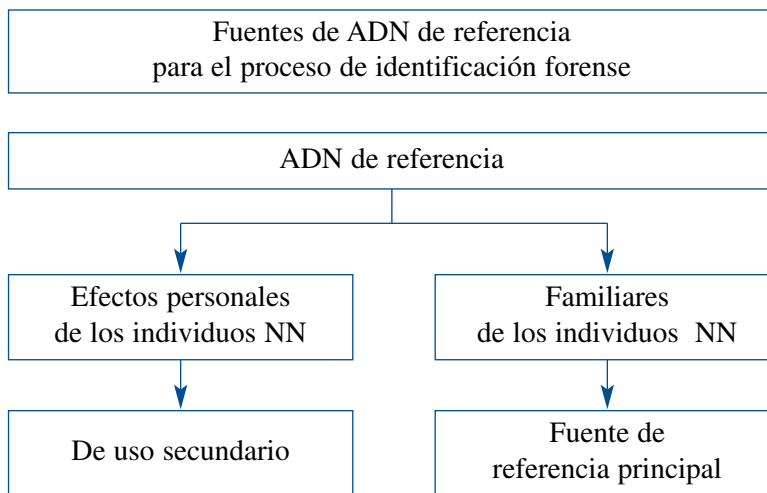 Fuentes de ADN de referencia
para el proceso de identificación forense
ADN de referencia
Efectos personales
de los individuos NN
Familiares
de los individuos NN
De uso secundario
Fuente de
referencia principal